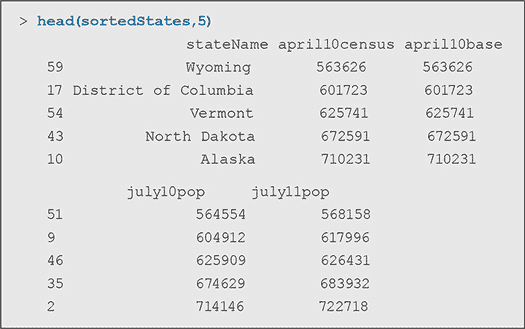 > head(sortedStates,5)
stateName april10census april10base
59 Wyoming 563626 563626
17 District of Columbia 601723 601723
54 Vermont 625741 625741
43 North Dakota 672591 672591
10 Alaska 710231 710231
july10pop july11pop
51 564554 568158
9 604912 617996
46 625909 626431
35 674629 683932
2 714146 722718